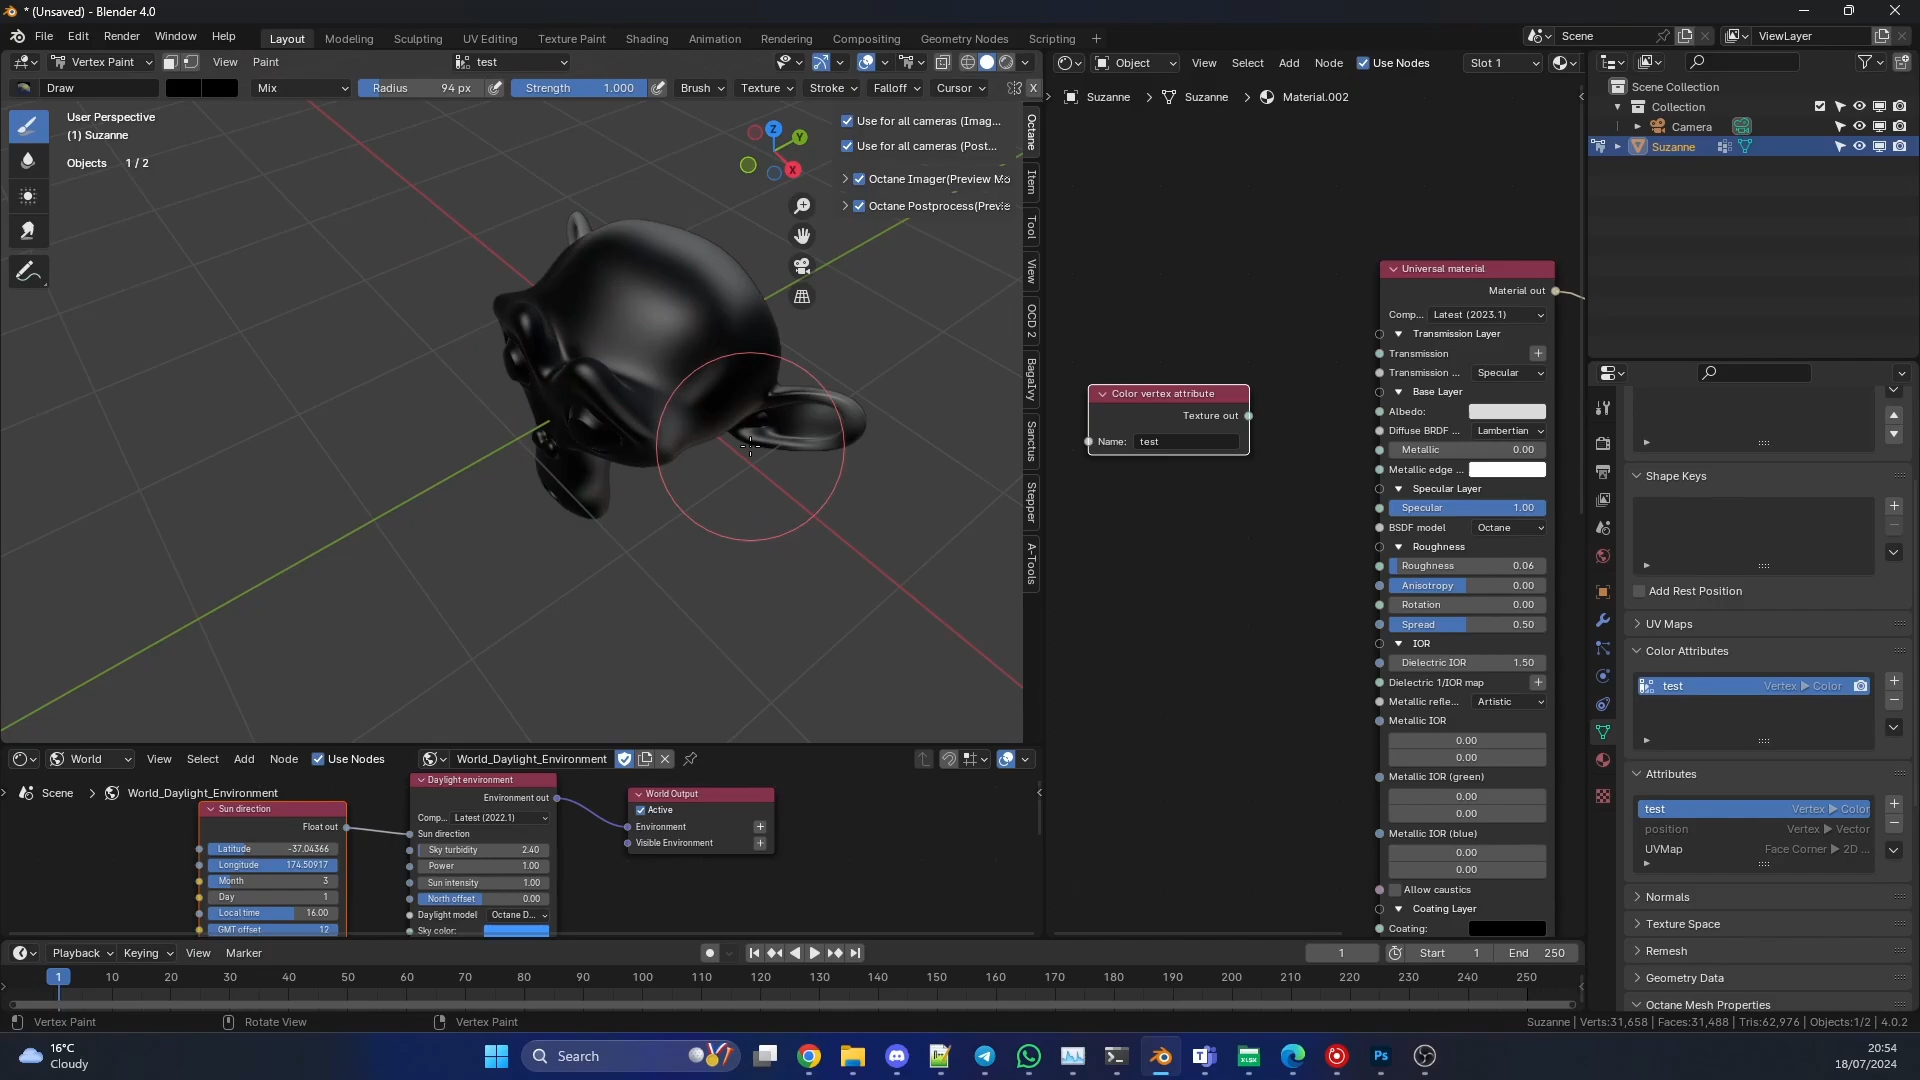 * (Unsaved) - Blender 4.0
File Edit Render Window Help
Layout Modeling Sculpting UV Editing Texture Paint Shading Animation Rendering Compositing Geometry Nodes Scripting
Scene
ViewLayer
Vertex Paint View Paint test
Object View Select Add Node Use Nodes Slot 1
Draw Mix Radius 94 px Strength 1.000 Brush Texture Stroke Falloff Cursor X
Suzanne Suzanne Material.002
Scene Collection
Collection
Camera
Suzanne
User Perspective
(1) Suzanne
Objects 1 / 2
Z
Y
X
Use for all cameras (Imag...
Use for all cameras (Post...
Octane Imager(Preview Mo
Octane Postprocess(Previe
Octane
Item
Tool
View
OCD 2
BagaIvy
Sanctus
Stepper
A-Tools
Color vertex attribute
Texture out
Name: test
Universal material
Material out
Comp... Latest (2023.1)
Transmission Layer
Transmission
Transmission ... Specular
Base Layer
Albedo:
Diffuse BRDF ... Lambertian
Metallic 0.00
Metallic edge ...
Specular Layer
Specular 1.00
BSDF model Octane
Roughness
Roughness 0.06
Anisotropy 0.00
Rotation 0.00
Spread 0.50
IOR
Dielectric IOR 1.50
Dielectric 1/IOR map
Metallic refle... Artistic
Metallic IOR
0.00
0.00
Metallic IOR (green)
0.00
0.00
Metallic IOR (blue)
0.00
0.00
Allow caustics
Coating Layer
Coating:
Shape Keys
Add Rest Position
UV Maps
Color Attributes
test Vertex ▶ Color
Attributes
test Vertex ▶ Color
position Vertex ▶ Vector
UVMap Face Corner ▶ 2D ...
Normals
Texture Space
Remesh
Geometry Data
Octane Mesh Properties
World View Select Add Node Use Nodes World_Daylight_Environment
Scene World_Daylight_Environment
Sun direction
Float out
Latitude -37.04366
Longitude 174.50917
Month 3
Day 1
Local time 16.00
GMT offset 12
Daylight environment
Environment out
Comp... Latest (2022.1)
Sun direction
Sky turbidity 2.40
Power 1.00
Sun intensity 1.00
North offset 0.00
Daylight model Octane D...
Sky color:
World Output
Active
Environment
Visible Environment
Playback Keying View Marker 1 Start 1 End 250
1 10 20 30 40 50 60 70 80 90 100 110 120 130 140 150 160 170 180 190 200 210 220 230 240 250
Vertex Paint Rotate View Vertex Paint Suzanne | Verts:31,658 | Faces:31,488 | Tris:62,976 | Objects:1/2 | 4.0.2
16°C
Cloudy
Search
20:54
18/07/2024